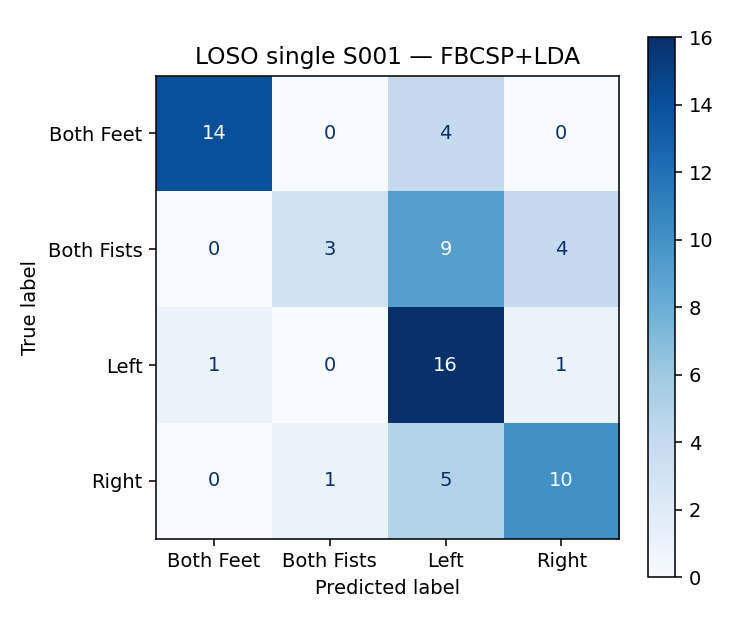 LOSO single S001 — FBCSP+LDA
True label
Both Feet 14 0 4 0
Both Fists 0 3 9 4
Left 1 0 16 1
Right 0 1 5 10
Both Feet Both Fists Left Right
Predicted label
16
14
12
10
8
6
4
2
0